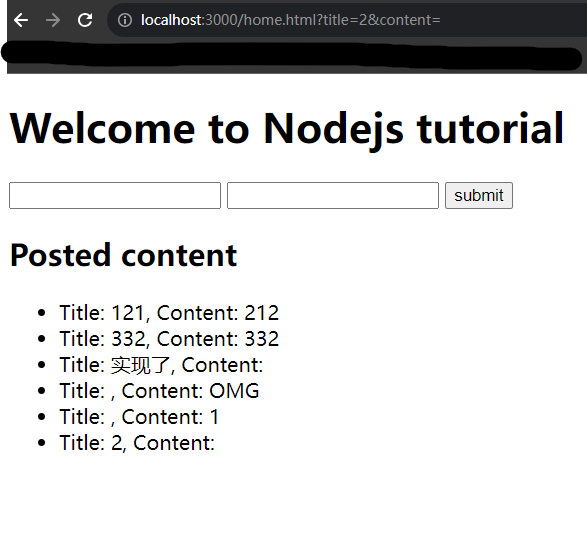 localhost:3000/home.html?title=2&content=
Welcome to Nodejs tutorial
submit
Posted content
Title: 121, Content: 212
Title: 332, Content: 332
Title: 实现了, Content:
Title: , Content: OMG
Title: , Content: 1
Title: 2, Content: